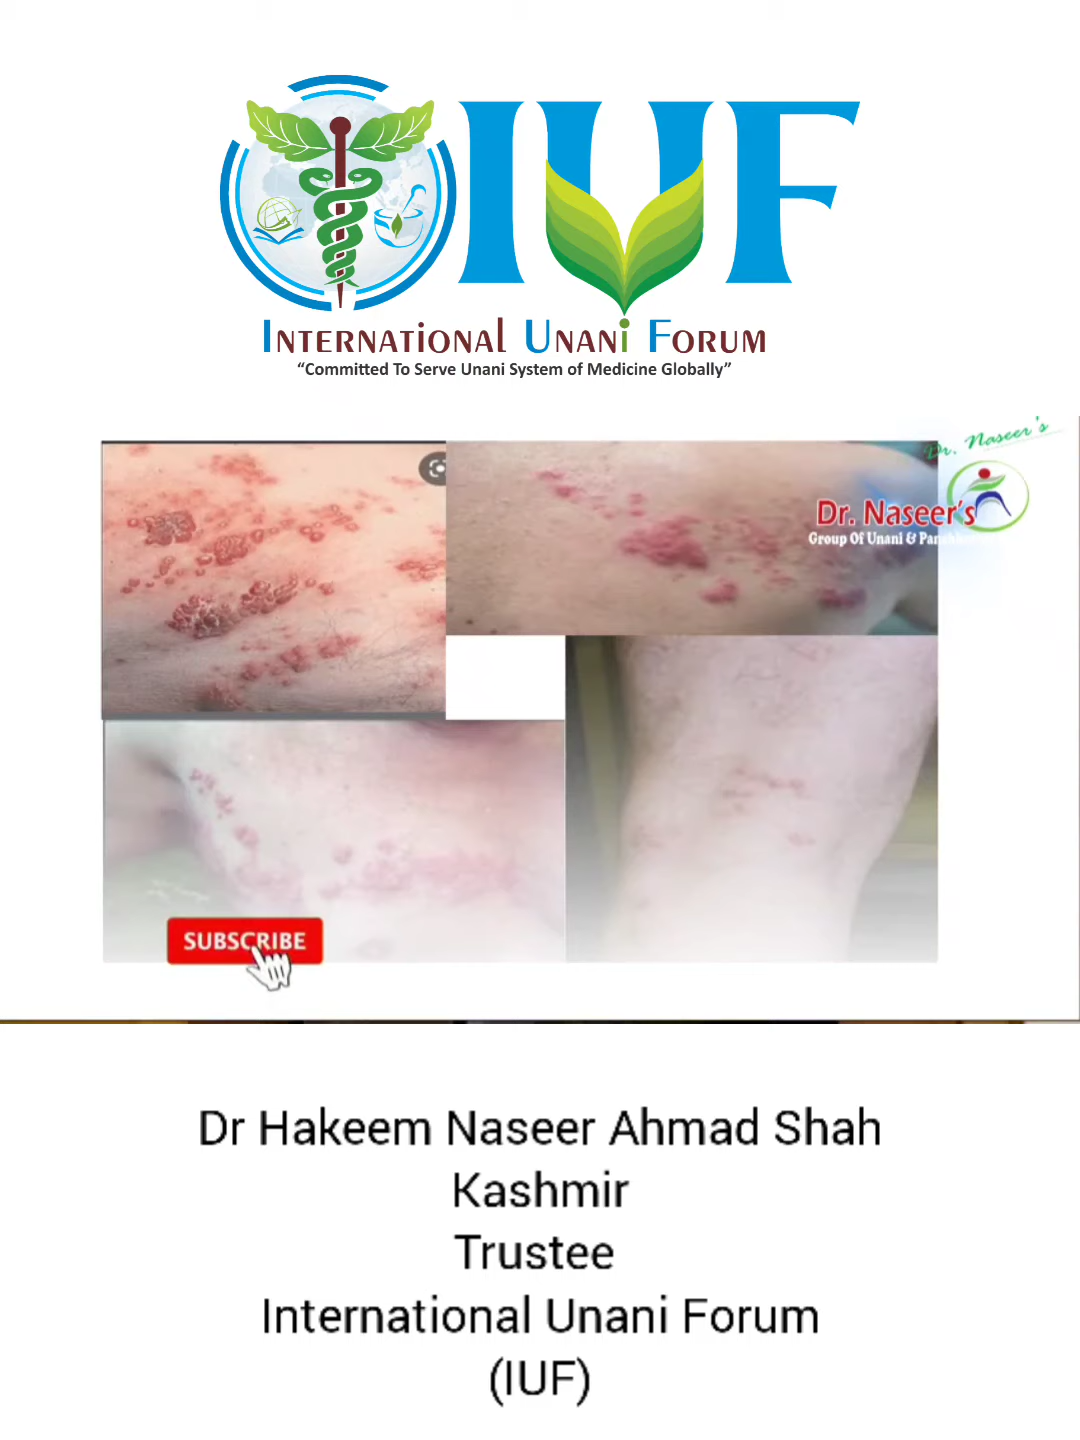 IUF
International Unani Forum
“Committed To Serve Unani System of Medicine Globally”
Dr. Naseer's
Dr. Naseer's
Group Of Unani &
SUBSCRIBE
Dr Hakeem Naseer Ahmad Shah
Kashmir
Trustee
International Unani Forum
(IUF)